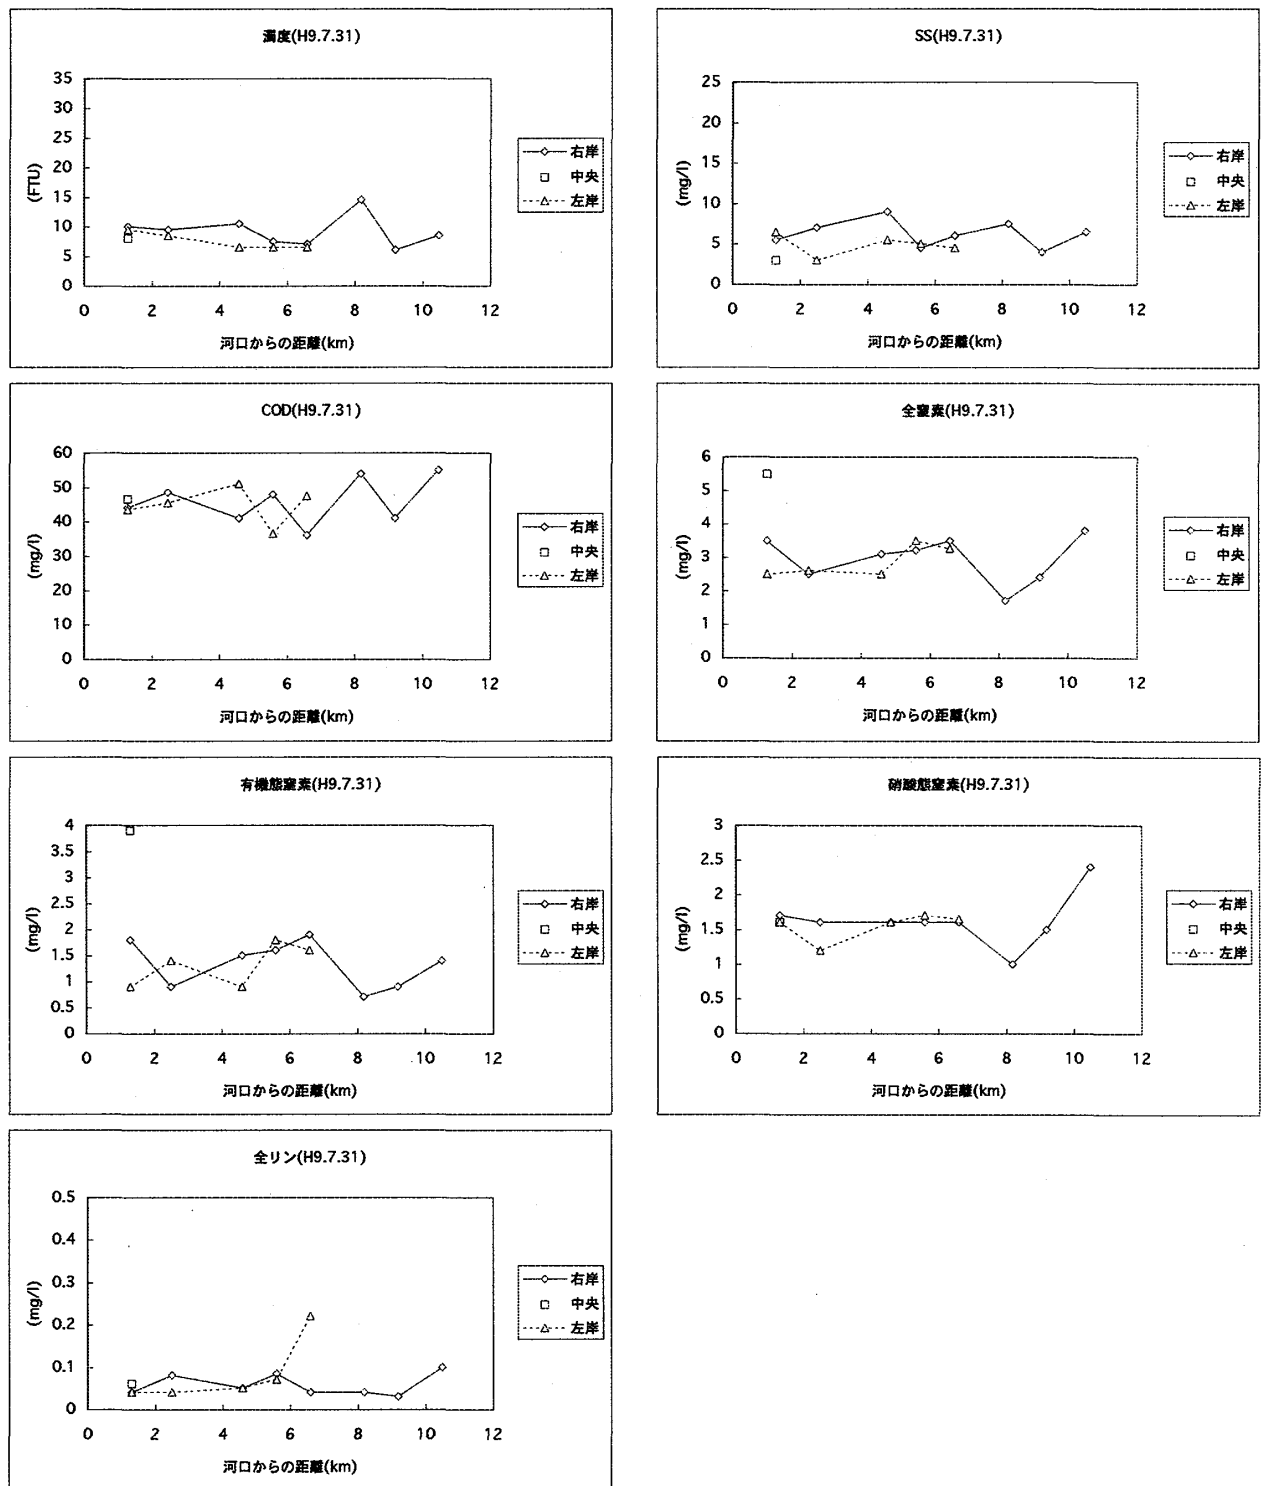 濁度(H9.7.31)
35
30
25
20
15
10
5
0
(FTU)
0 2 4 6 8 10 12
河口からの距離(km)
右岸
中央
左岸
SS(H9.7.31)
25
20
15
10
5
0
(mg/l)
0 2 4 6 8 10 12
河口からの距離(km)
右岸
中央
左岸
COD(H9.7.31)
60
50
40
30
20
10
0
(mg/l)
0 2 4 6 8 10 12
河口からの距離(km)
右岸
中央
左岸
全窒素(H9.7.31)
6
5
4
3
2
1
0
(mg/l)
0 2 4 6 8 10 12
河口からの距離(km)
右岸
中央
左岸
有機態窒素(H9.7.31)
4
3.5
3
2.5
2
1.5
1
0.5
0
(mg/l)
0 2 4 6 8 10 12
河口からの距離(km)
右岸
中央
左岸
硝酸態窒素(H9.7.31)
3
2.5
2
1.5
1
0.5
0
(mg/l)
0 2 4 6 8 10 12
河口からの距離(km)
右岸
中央
左岸
全リン(H9.7.31)
0.5
0.4
0.3
0.2
0.1
0
(mg/l)
0 2 4 6 8 10 12
河口からの距離(km)
右岸
中央
左岸